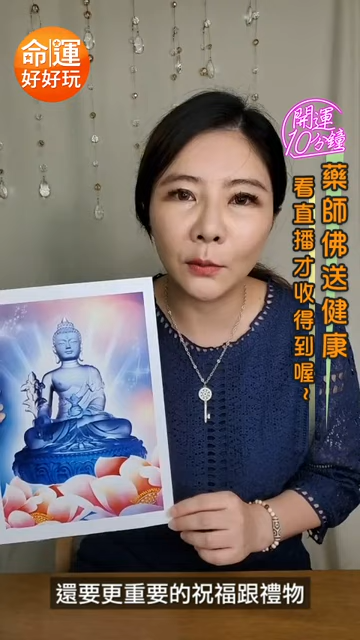 命運
好好玩
開運
10分鐘
藥師佛送健康
看直播才收得到喔~
還要更重要的祝福跟禮物